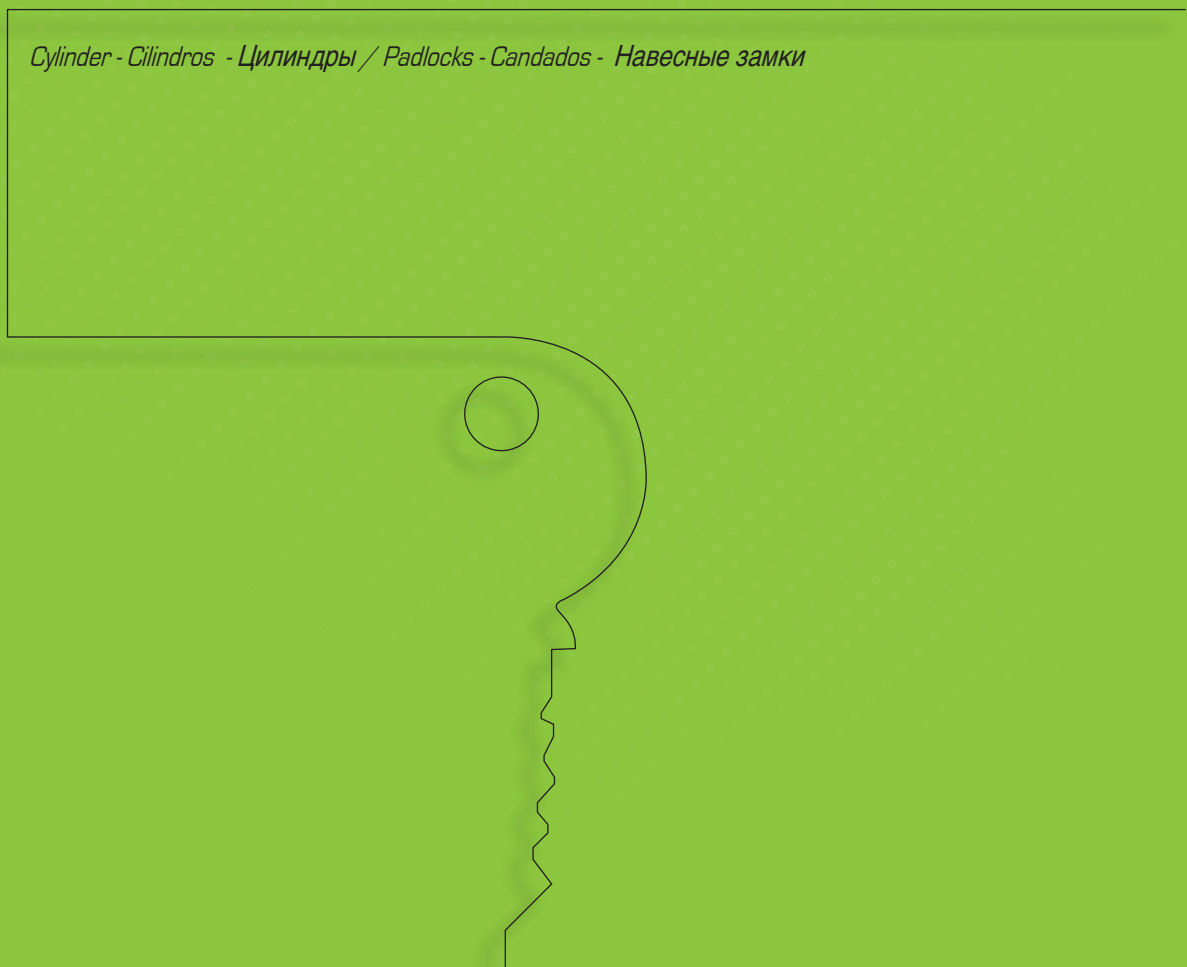 Cylinder - Cilindros - Цилиндры / Padlocks - Candados - Навесные замки